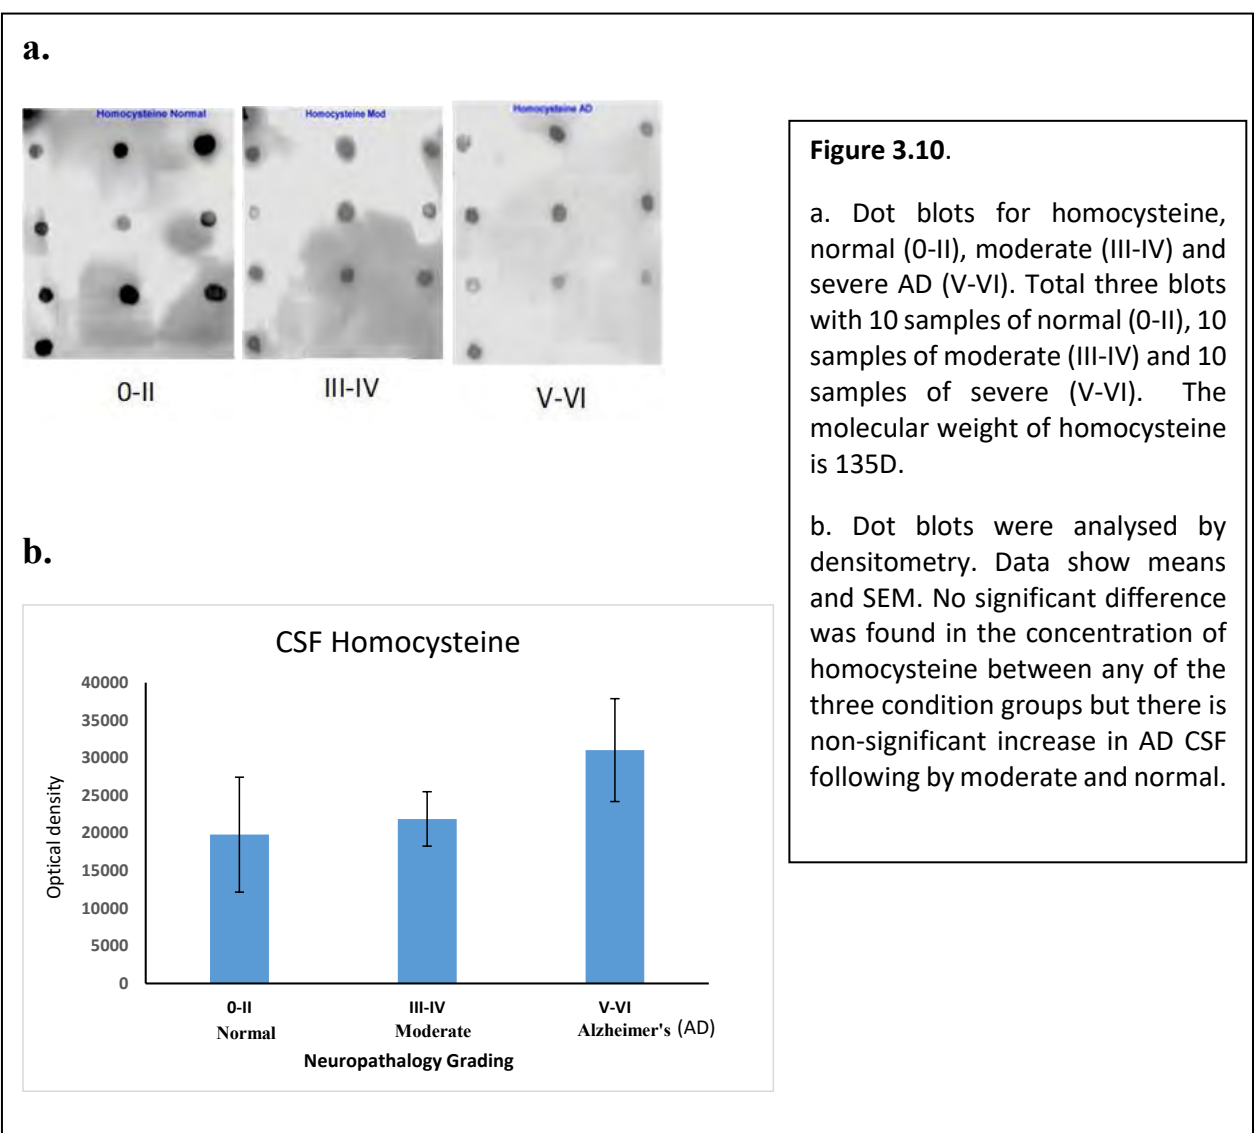 a.
Homocysteine Normal
Homocysteine Mod
Homocysteine AD
0-II
III-IV
V-VI
Figure 3.10.
a. Dot blots for homocysteine,
normal (0-II), moderate (III-IV) and
severe AD (V-VI). Total three blots
with 10 samples of normal (0-II), 10
samples of moderate (III-IV) and 10
samples of severe (V-VI). The
molecular weight of homocysteine
is 135D.
b. Dot blots were analysed by
densitometry. Data show means
and SEM. No significant difference
was found in the concentration of
homocysteine between any of the
three condition groups but there is
non-significant increase in AD CSF
following by moderate and normal.
b.
CSF Homocysteine
Optical density
40000
35000
30000
25000
20000
15000
10000
5000
0
0-II
III-IV
V-VI
Normal
Moderate
Alzheimer's (AD)
Neuropathalogy Grading